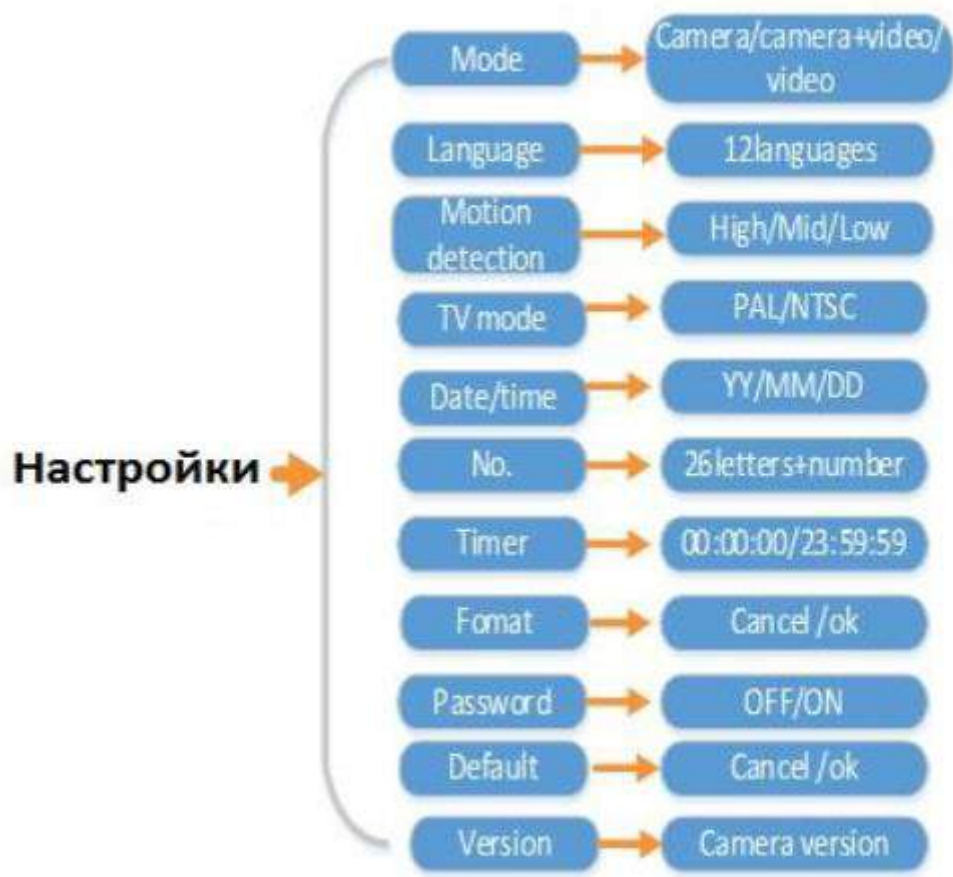 Mode
Camera/camera+video/
video
Language
12languages
Motion
detection
High/Mid/Low
TV mode
PAL/NTSC
Date/time
YY/MM/DD
Настройки
No.
26letters+number
Timer
00:00:00/23:59:59
Fomat
Cancel /ok
Password
OFF/ON
Default
Cancel /ok
Version
Camera version